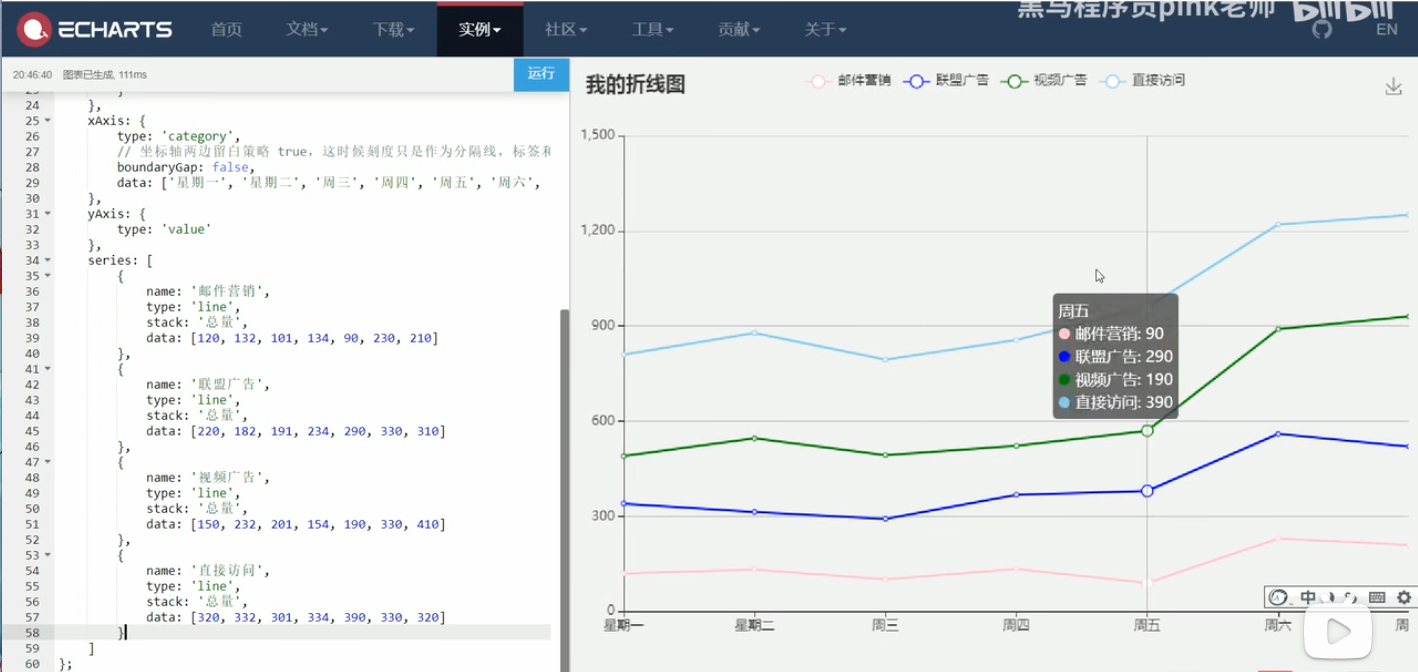 黑马程序员pink老师 bilibili
ECHARTS 首页 文档 下载 实例 社区 工具 贡献 关于 EN
20:46:40 图表已生成, 111ms 运行
24 },
25 xAxis: {
26 type: 'category',
27 // 坐标轴两边留白策略 true，这时候刻度只是作为分隔线，标签和
28 boundaryGap: false,
29 data: ['星期一', '星期二', '周三', '周四', '周五', '周六',
30 },
31 yAxis: {
32 type: 'value'
33 },
34 series: [
35 {
36 name: '邮件营销',
37 type: 'line',
38 stack: '总量',
39 data: [120, 132, 101, 134, 90, 230, 210]
40 },
41 {
42 name: '联盟广告',
43 type: 'line',
44 stack: '总量',
45 data: [220, 182, 191, 234, 290, 330, 310]
46 },
47 {
48 name: '视频广告',
49 type: 'line',
50 stack: '总量',
51 data: [150, 232, 201, 154, 190, 330, 410]
52 },
53 {
54 name: '直接访问',
55 type: 'line',
56 stack: '总量',
57 data: [320, 332, 301, 334, 390, 330, 320]
58 }
59 ]
60 };
我的折线图
邮件营销 联盟广告 视频广告 直接访问
1,500
1,200
900
600
300
0
周五
邮件营销: 90
联盟广告: 290
视频广告: 190
直接访问: 390
星期一 星期二 周三 周四 周五 周六 周
中